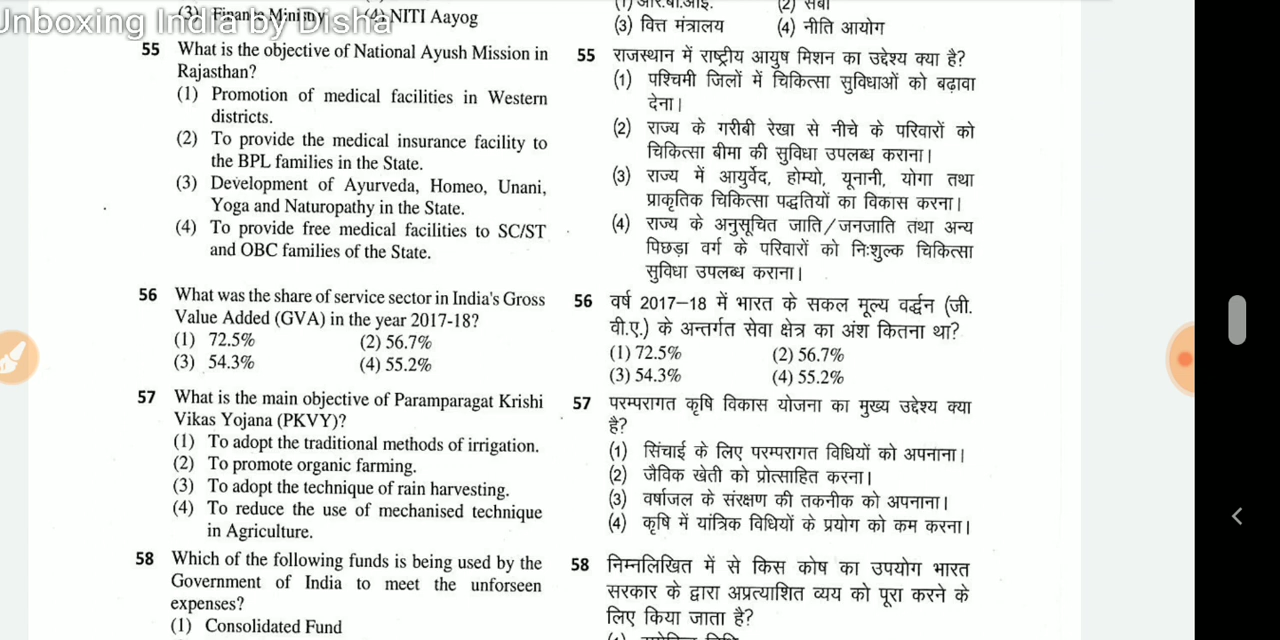 Unboxing India by Disha
(3) Finance Ministry (4) NITI Aayog
55 What is the objective of National Ayush Mission in
Rajasthan?
(1) Promotion of medical facilities in Western
districts.
(2) To provide the medical insurance facility to
the BPL families in the State.
(3) Development of Ayurveda, Homeo, Unani,
Yoga and Naturopathy in the State.
(4) To provide free medical facilities to SC/ST
and OBC families of the State.
56 What was the share of service sector in India's Gross
Value Added (GVA) in the year 2017-18?
(1) 72.5% (2) 56.7%
(3) 54.3% (4) 55.2%
57 What is the main objective of Paramparagat Krishi
Vikas Yojana (PKVY)?
(1) To adopt the traditional methods of irrigation.
(2) To promote organic farming.
(3) To adopt the technique of rain harvesting.
(4) To reduce the use of mechanised technique
in Agriculture.
58 Which of the following funds is being used by the
Government of India to meet the unforseen
expenses?
(1) Consolidated Fund
(1) आर.बी.आई. (2) सेबी
(3) वित्त मंत्रालय (4) नीति आयोग
55 राजस्थान में राष्ट्रीय आयुष मिशन का उद्देश्य क्या है?
(1) पश्चिमी जिलों में चिकित्सा सुविधाओं को बढ़ावा
देना।
(2) राज्य के गरीबी रेखा से नीचे के परिवारों को
चिकित्सा बीमा की सुविधा उपलब्ध कराना।
(3) राज्य में आयुर्वेद, होम्यो, यूनानी, योगा तथा
प्राकृतिक चिकित्सा पद्धतियों का विकास करना।
(4) राज्य के अनुसूचित जाति/जनजाति तथा अन्य
पिछड़ा वर्ग के परिवारों को निःशुल्क चिकित्सा
सुविधा उपलब्ध कराना।
56 वर्ष 2017–18 में भारत के सकल मूल्य वर्द्धन (जी.
वी.ए.) के अन्तर्गत सेवा क्षेत्र का अंश कितना था?
(1) 72.5% (2) 56.7%
(3) 54.3% (4) 55.2%
57 परम्परागत कृषि विकास योजना का मुख्य उद्देश्य क्या
है?
(1) सिंचाई के लिए परम्परागत विधियों को अपनाना।
(2) जैविक खेती को प्रोत्साहित करना।
(3) वर्षाजल के संरक्षण की तकनीक को अपनाना।
(4) कृषि में यांत्रिक विधियों के प्रयोग को कम करना।
58 निम्नलिखित में से किस कोष का उपयोग भारत
सरकार के द्वारा अप्रत्याशित व्यय को पूरा करने के
लिए किया जाता है?